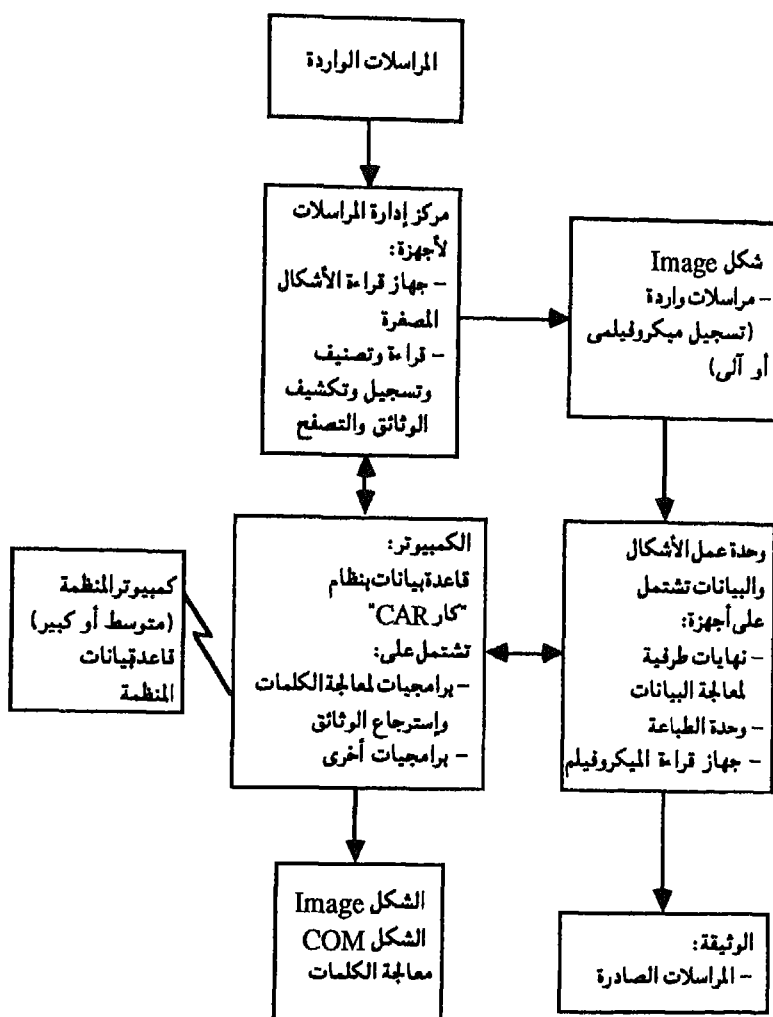 المراسلات الواردة
مركز إدارة المراسلات
لأجهزة:
– جهاز قراءة الأشكال
المصغرة
– قراءة وتصنيف
وتسجيل وتكشيف
الوثائق والتصفح
شكل Image
– مراسلات واردة
(تسجيل ميكروفيلمى
أو آلى)
وحدة عمل الأشكال
والبيانات تشتمل
على أجهزة:
– نهايات طرفية
لمعالجة البيانات
– وحدة الطباعة
– جهاز قراءة الميكروفيلم
الكمبيوتر:
قاعدة بيانات بنظام
"كار CAR"
تشتمل على:
– برامجيات لمعالجة الكلمات
وإسترجاع الوثائق
– برامجيات أخرى
كمبيوتر المنظمة
(متوسط أو كبير)
قاعدة بيانات
المنظمة
الشكل Image
الشكل COM
معالجة الكلمات
الوثيقة:
– المراسلات الصادرة